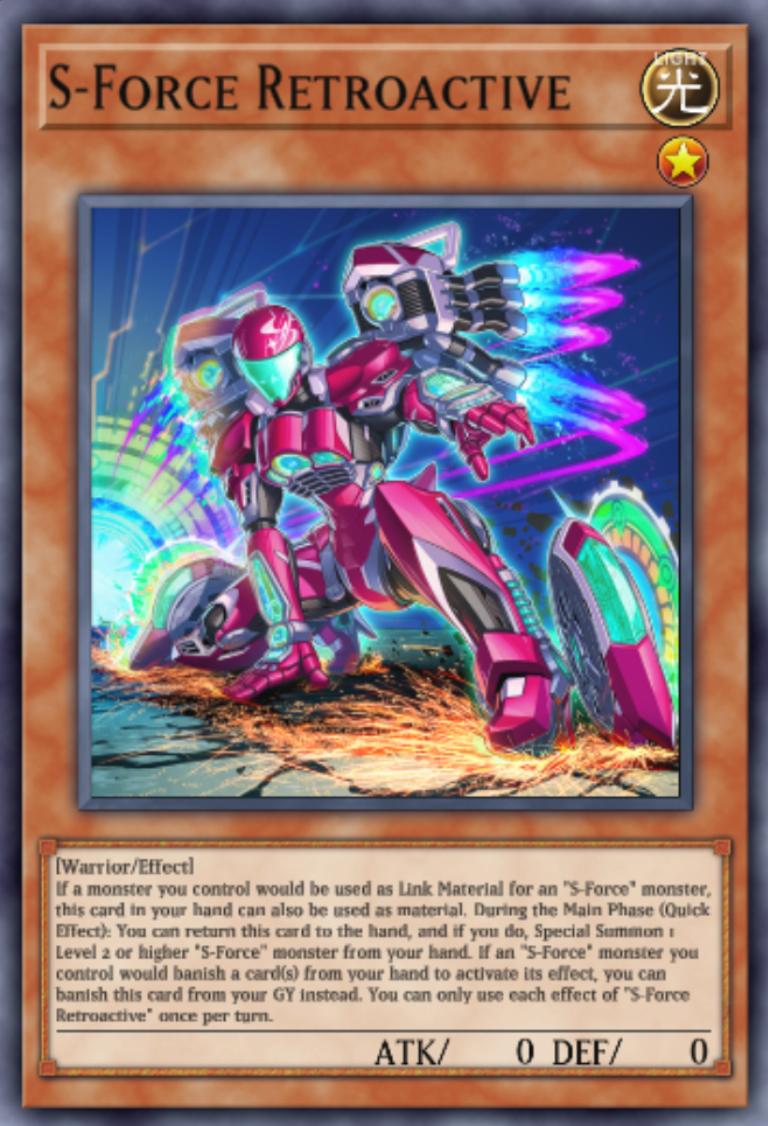 S-Force Retroactive
LIGHT
光
[Warrior/Effect]
If a monster you control would be used as Link Material for an "S-Force" monster,
this card in your hand can also be used as material. During the Main Phase (Quick
Effect): You can return this card to the hand, and if you do, Special Summon 1
Level 2 or higher "S-Force" monster from your hand. If an "S-Force" monster you
control would banish a card(s) from your hand to activate its effect, you can
banish this card from your GY instead. You can only use each effect of "S-Force
Retroactive" once per turn.
ATK/ 0 DEF/ 0